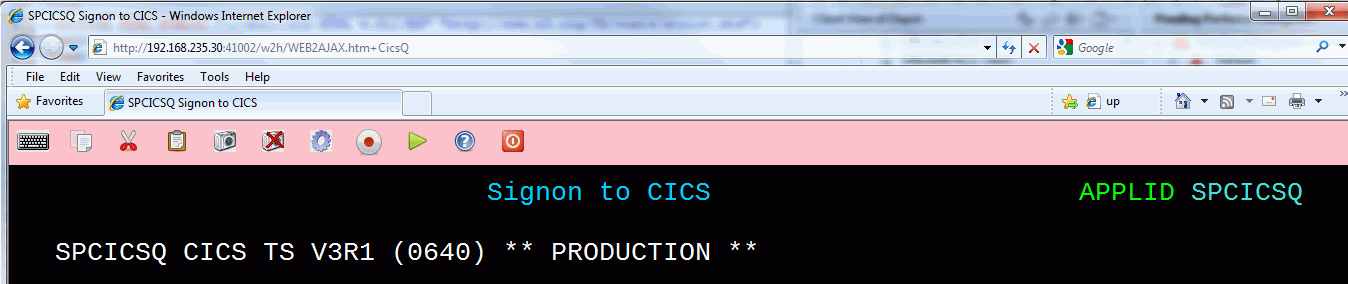 SPCICSQ Signon to CICS - Windows Internet Explorer
http://192.168.235.30:41002/w2h/WEB2AJAX.htm+CicsQ
Google
File Edit View Favorites Tools Help
Favorites
SPCICSQ Signon to CICS
up
Signon to CICS APPLID SPCICSQ
SPCICSQ CICS TS V3R1 (0640) ** PRODUCTION **